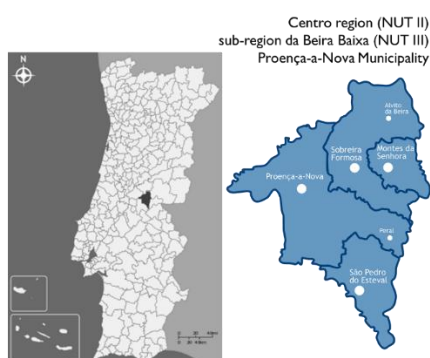 Centro region (NUT II)
sub-region da Beira Baixa (NUT III)
Proença-a-Nova Municipality
N
Alvito
da Beira
Sobreira
Formosa
Montes da
Senhora
Proença-a-Nova
Peral
São Pedro
do Esteval